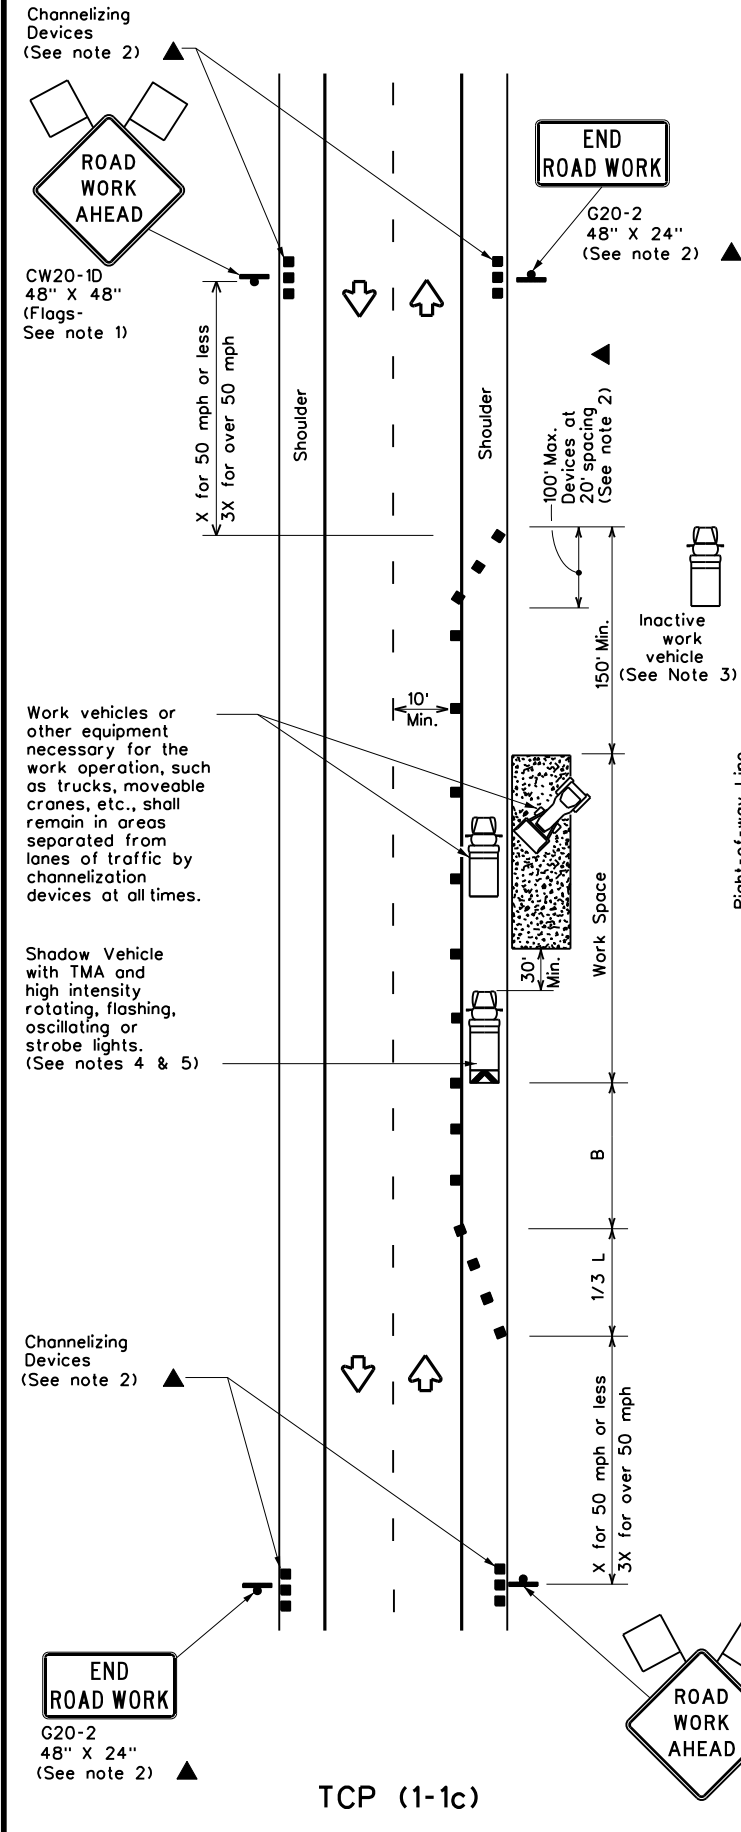 Channelizing
Devices
(See note 2)
ROAD
WORK
AHEAD
CW20-1D
48" X 48"
(Flags-
See note 1)
END
ROAD WORK
G20-2
48" X 24"
(See note 2)
X for 50 mph or less
3X for over 50 mph
Shoulder
Shoulder
100' Max.
Devices at
20' spacing
(See note 2)
150' Min.
Inactive
work
vehicle
(See Note 3)
10'
Min.
Work vehicles or
other equipment
necessary for the
work operation, such
as trucks, moveable
cranes, etc., shall
remain in areas
separated from
lanes of traffic by
channelization
devices at all times.
Right-of-way Line
Work Space
30'
Min.
Shadow Vehicle
with TMA and
high intensity
rotating, flashing,
oscillating or
strobe lights.
(See notes 4 & 5)
B
1/3 L
Channelizing
Devices
(See note 2)
X for 50 mph or less
3X for over 50 mph
END
ROAD WORK
G20-2
48" X 24"
(See note 2)
ROAD
WORK
AHEAD
TCP (1-1c)